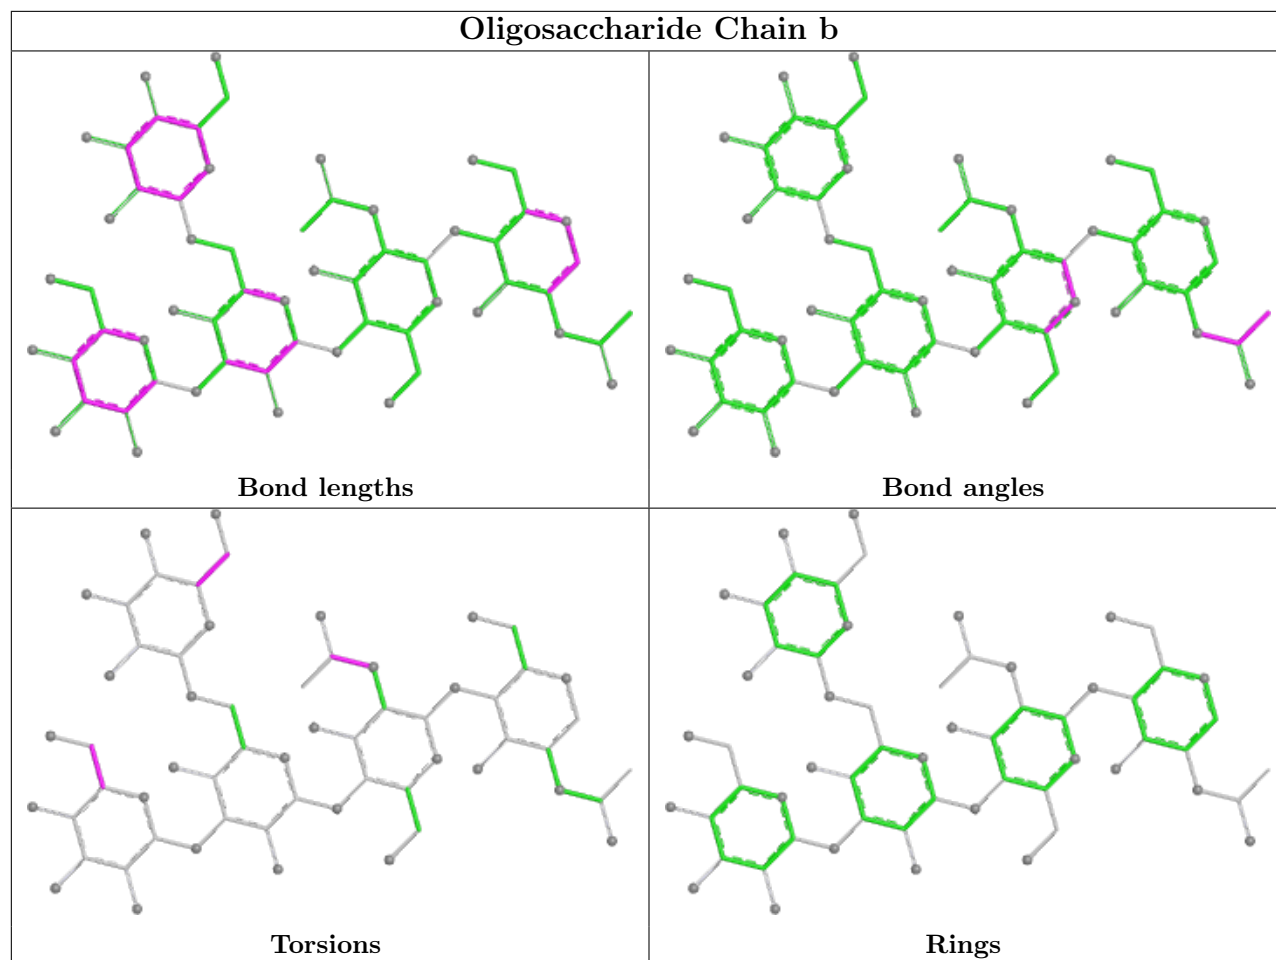 Oligosaccharide Chain b
Bond lengths
Bond angles
Torsions
Rings